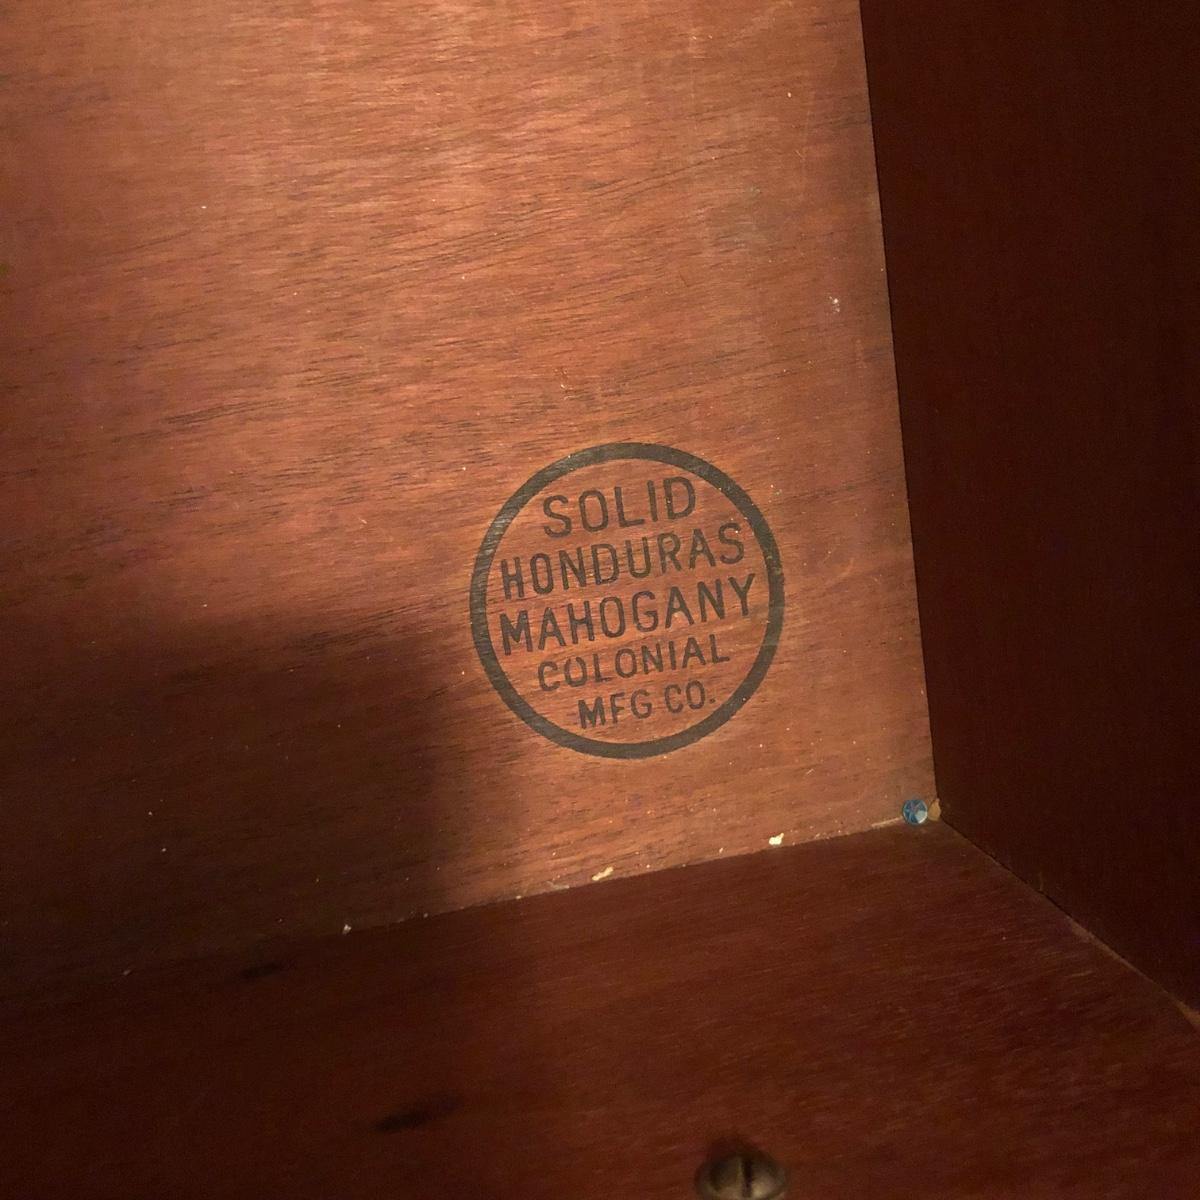 SOLID
HONDURAS
MAHOGANY
COLONIAL
MFG CO.